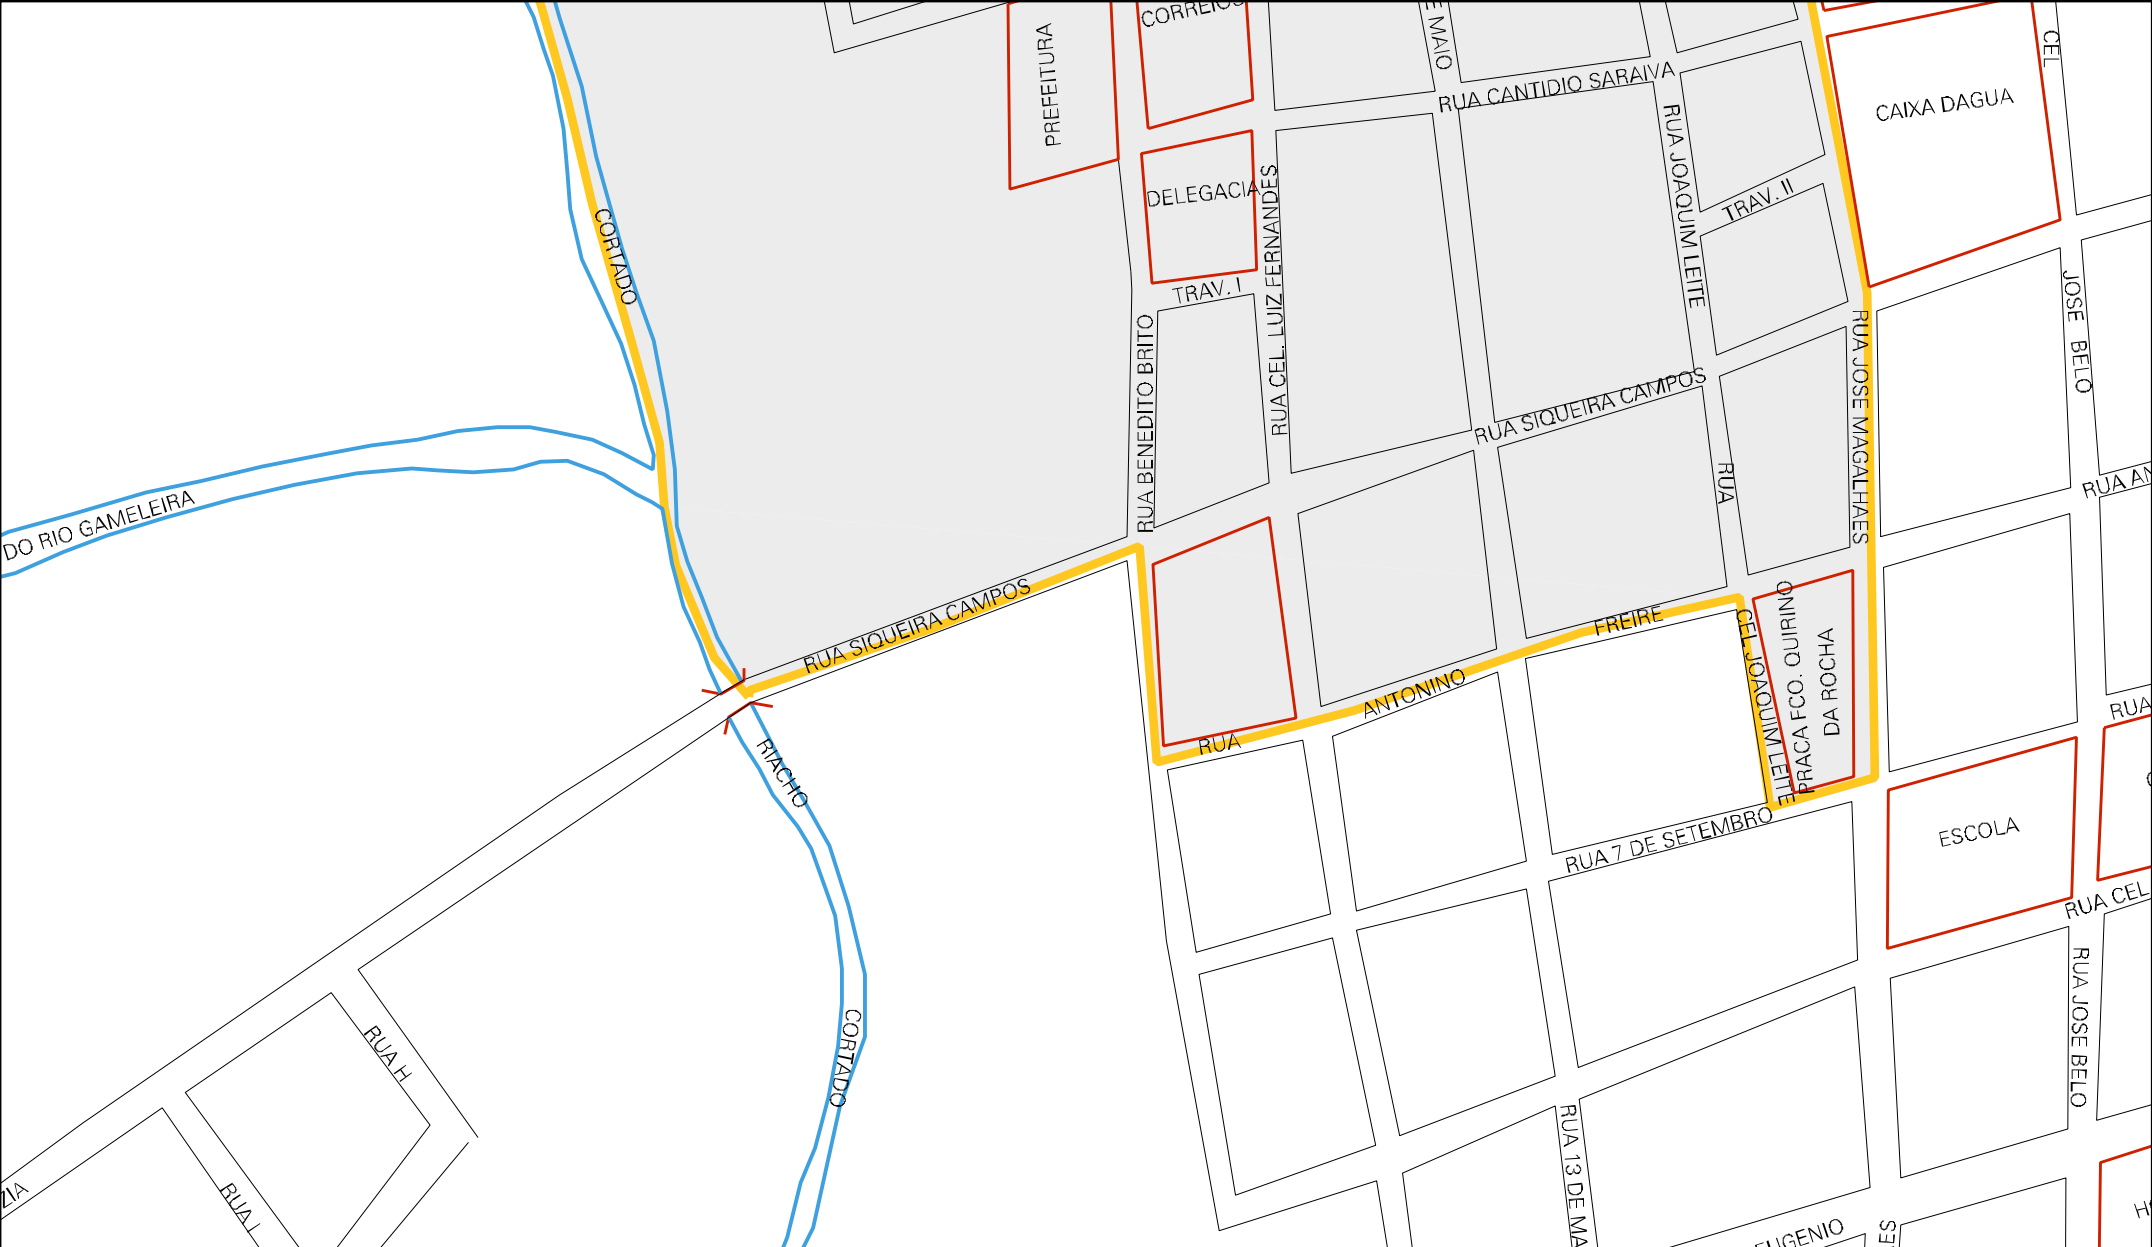 CORREIOS
E MAIO
CEL
PREFEITURA
RUA CANTIDIO SARAIVA
CAIXA DAGUA
DELEGACIA
RUA JOAQUIM LEITE
TRAV. II
CORTADO
RUA CEL. LUIZ FERNANDES
TRAV. I
JOSE BELO
RUA BENEDITO BRITO
RUA JOSE MAGALHAES
RUA SIQUEIRA CAMPOS
RUA
RUA AN
DO RIO GAMELEIRA
RUA SIQUEIRA CAMPOS
FREIRE
CEL JOAQUIM LEITE
PRACA FCO. QUIRINO
DA ROCHA
ANTONINO
RUA
RUA
RIACHO
RUA 7 DE SETEMBRO
ESCOLA
RUA CEL
RUA JOSE BELO
CORTADO
RUA H
RUA I
ZIA
RUA 13 DE MA
EUGENIO
ES